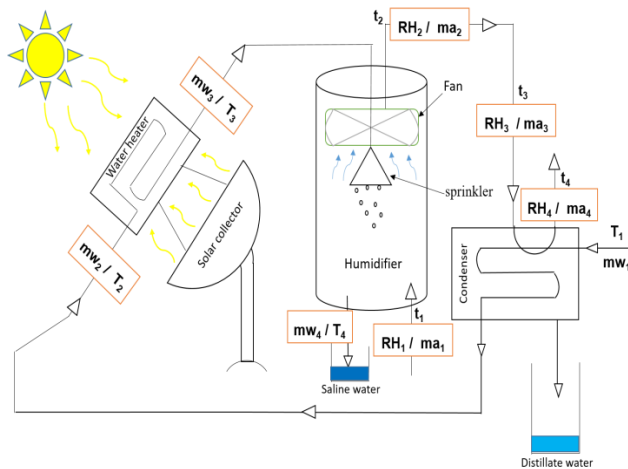 t2
RH2 / ma2
Fan
mw3 / T3
t3
RH3 / ma3
Water heater
sprinkler
t4
RH4 / ma4
mw2 / T2
Solar collector
Humidifier
Condenser
T1
mw1
t1
mw4 / T4
RH1 / ma1
Saline water
Distillate water